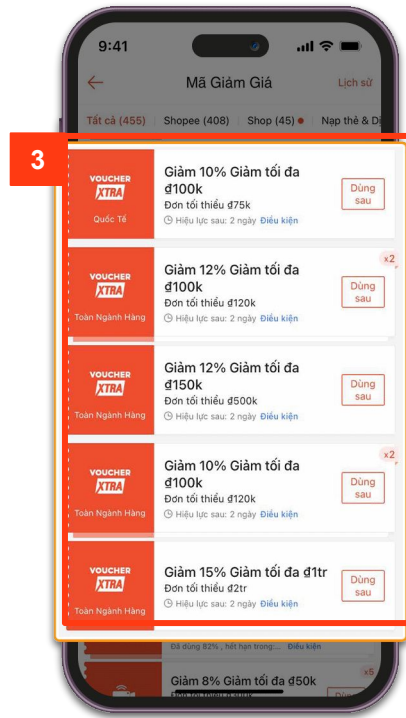 9:41
Mã Giảm Giá
Lịch sử
Tất cả (455)
Shopee (408)
Shop (45)
Nạp thẻ & Dị
3
VOUCHER
XTRA
Quốc Tế
Giảm 10% Giảm tối đa
₫100k
Đơn tối thiểu ₫75k
Hiệu lực sau: 2 ngày Điều kiện
Dùng
sau
x2
VOUCHER
XTRA
Toàn Ngành Hàng
Giảm 12% Giảm tối đa
₫100k
Đơn tối thiểu ₫120k
Hiệu lực sau: 2 ngày Điều kiện
Dùng
sau
VOUCHER
XTRA
Toàn Ngành Hàng
Giảm 12% Giảm tối đa
₫150k
Đơn tối thiểu ₫500k
Hiệu lực sau: 2 ngày Điều kiện
Dùng
sau
x2
VOUCHER
XTRA
Toàn Ngành Hàng
Giảm 10% Giảm tối đa
₫100k
Đơn tối thiểu ₫120k
Hiệu lực sau: 2 ngày Điều kiện
Dùng
sau
VOUCHER
XTRA
Toàn Ngành Hàng
Giảm 15% Giảm tối đa ₫1tr
Đơn tối thiểu ₫2tr
Hiệu lực sau: 2 ngày Điều kiện
Dùng
sau
Đã dùng 82%, hết hạn trong:... Điều kiện
x5
Giảm 8% Giảm tối đa ₫50k